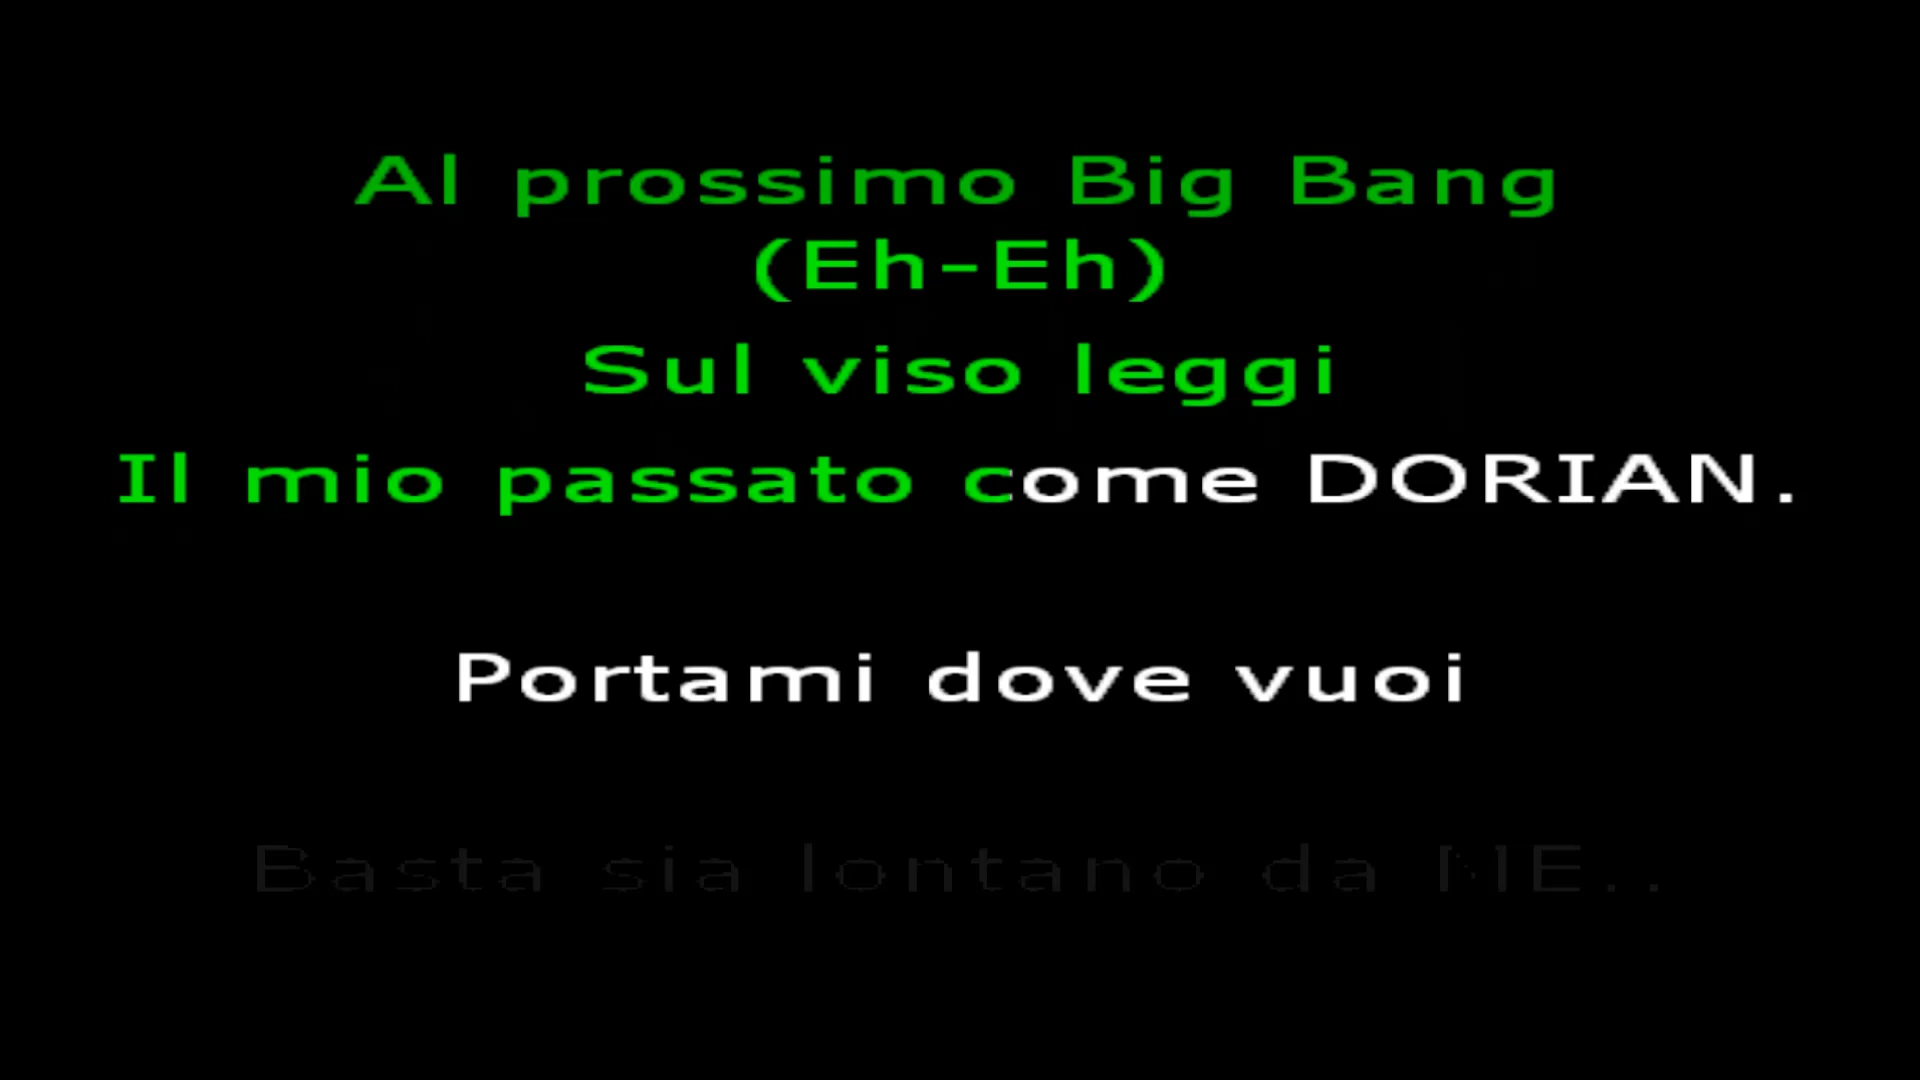 Al prossimo Big Bang
(Eh-Eh)
Sul viso leggi
Il mio passato come DORIAN.
Portami dove vuoi
Basta sia lontano da ME..